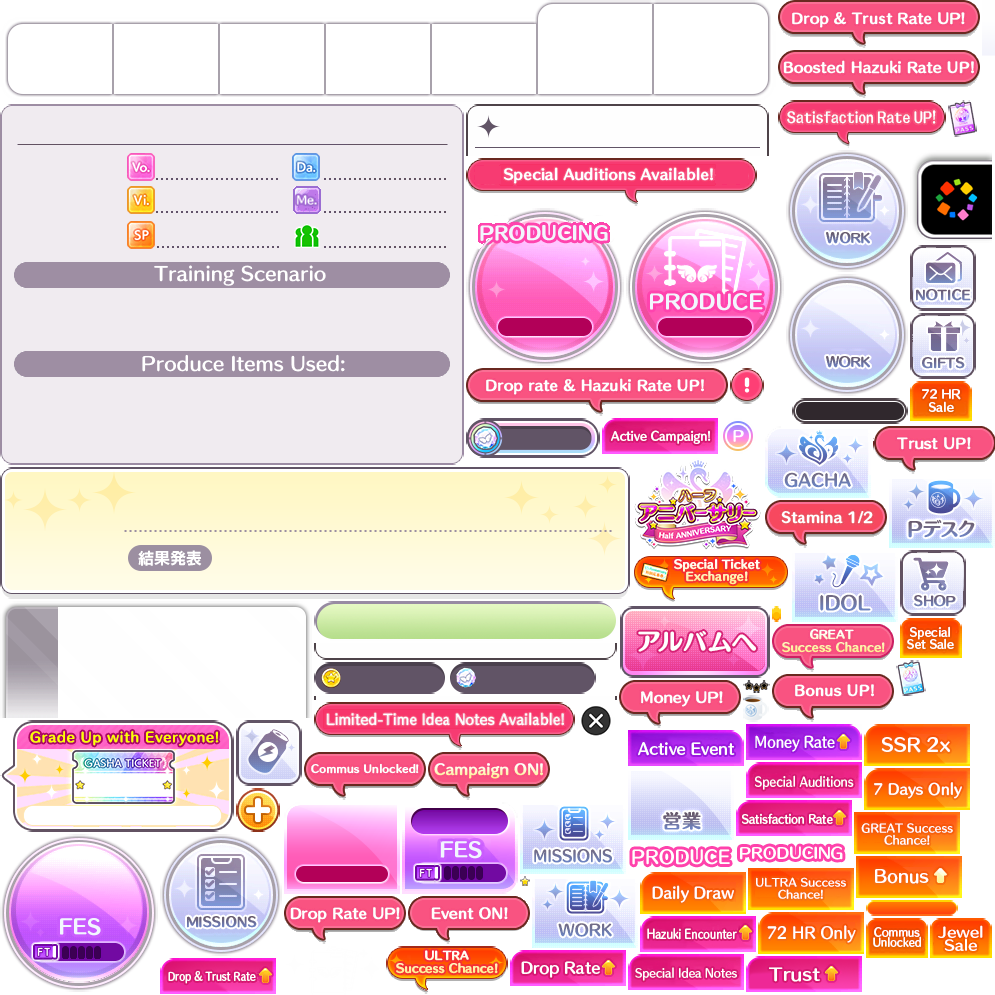 Drop & Trust Rate UP!
Boosted Hazuki Rate UP!
Satisfaction Rate UP!
PASS
Vo.
Da.
Vi.
Me.
SP
Training Scenario
Produce Items Used:
Special Auditions Available!
PRODUCING
PRODUCE
WORK
NOTICE
WORK
GIFTS
72 HR
Sale
Drop rate & Hazuki Rate UP!
!
Active Campaign!
P
Trust UP!
GACHA
Stamina 1/2
Pデスク
ハーフ
アニバーサリー
Half ANNIVERSARY
Special Ticket
Exchange!
IDOL
SHOP
結果発表
アルバムへ
GREAT
Success Chance!
Special
Set Sale
Money UP!
Bonus UP!
PASS
Limited-Time Idea Notes Available!
Grade Up with Everyone!
GASHA TICKET
Commus Unlocked!
Campaign ON!
Active Event
Money Rate
SSR 2x
Special Auditions
7 Days Only
営業
Satisfaction Rate
GREAT Success
Chance!
FES
FT
MISSIONS
PRODUCE
PRODUCING
Daily Draw
ULTRA Success
Chance!
Bonus
FES
FT
MISSIONS
Drop Rate UP!
Event ON!
WORK
Hazuki Encounter
72 HR Only
Commus
Unlocked
Jewel
Sale
Drop & Trust Rate
ULTRA
Success Chance!
Drop Rate
Special Idea Notes
Trust